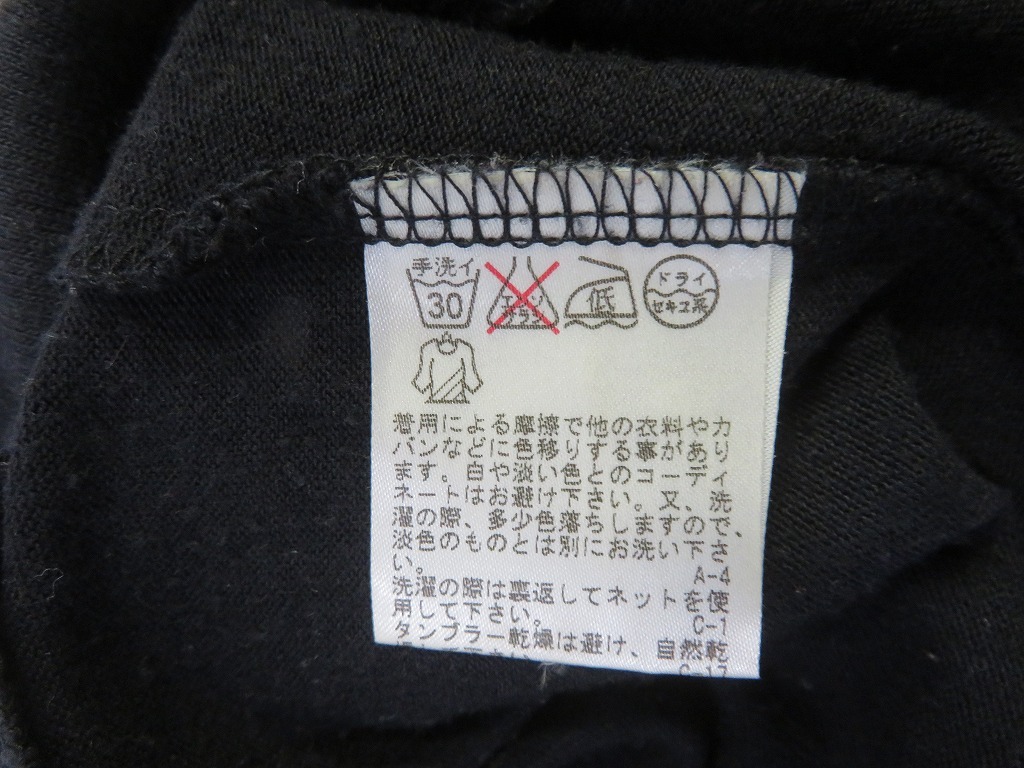 手洗イ
30
エンソ
サラシ
低
ドライ
セキユ系
着用による摩擦で他の衣料やカ
バンなどに色移りする事があり
ます。白や淡い色とのコーディ
ネートはお避け下さい。又、洗
濯の際、多少色落ちしますので、
淡色のものとは別にお洗い下さ
い。
A-4
洗濯の際は裏返してネットを使
用して下さい。
C-1
タンブラー乾燥は避け、自然乾
C-17